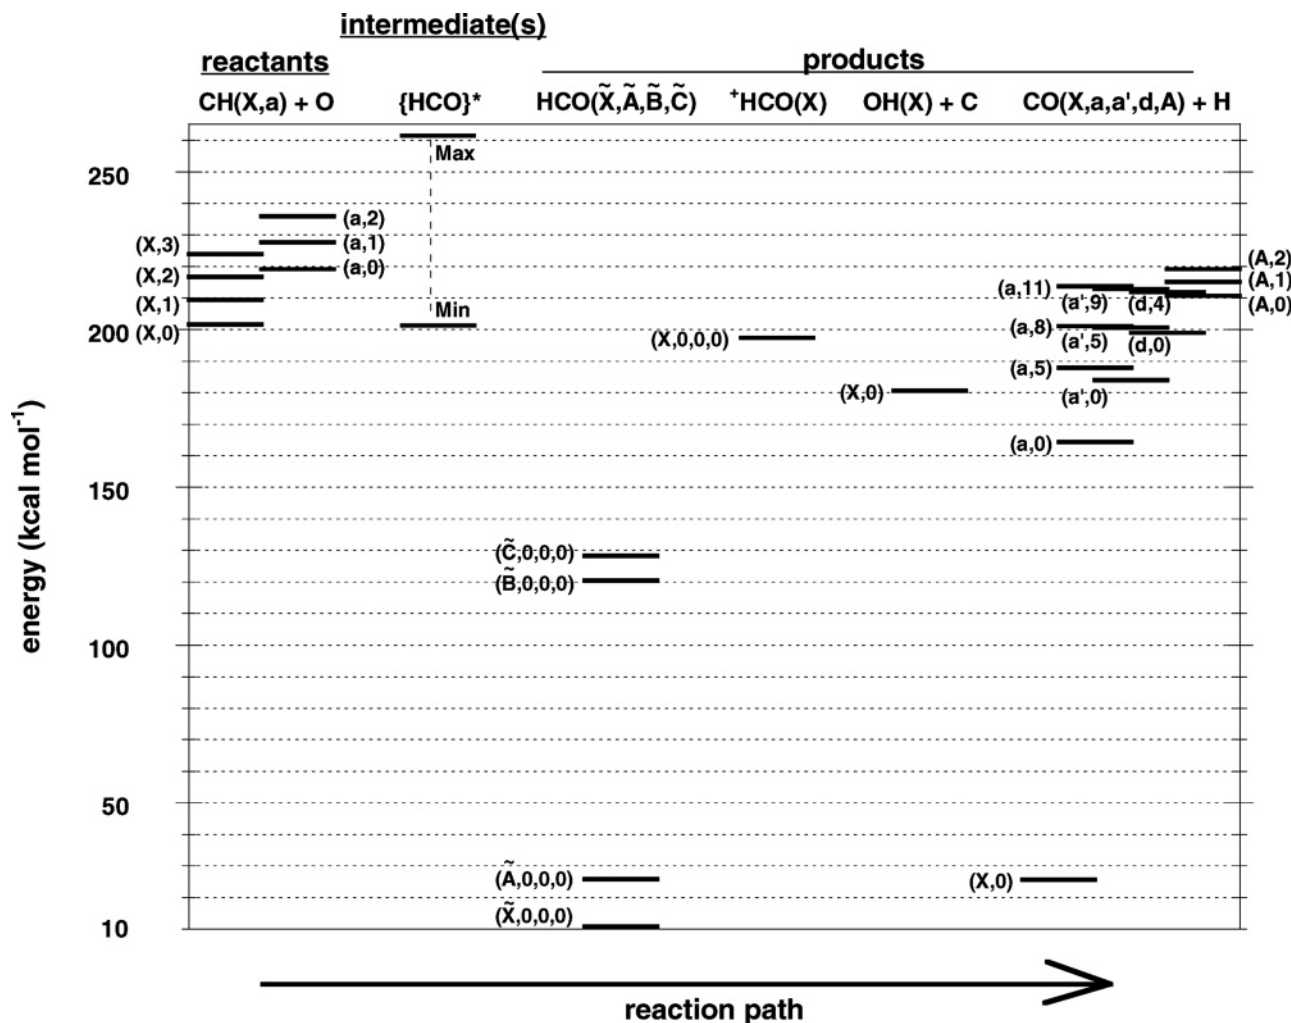 intermediate(s)
reactants
products
CH(X,a) + O
{HCO}*
HCO(X̃,Ã,B̃,C̃)
⁺HCO(X)
OH(X) + C
CO(X,a,a',d,A) + H
Max
250
(a,2)
(X,3)
(a,1)
(A,2)
(X,2)
(a,0)
(A,1)
(a,11)
(X,1)
Min
(a',9)
(d,4)
(A,0)
200
(X,0)
(X,0,0,0)
(a,8)
(a',5)
(d,0)
(a,5)
(X,0)
(a',0)
(a,0)
150
(C̃,0,0,0)
(B̃,0,0,0)
100
50
(Ã,0,0,0)
(X,0)
(X̃,0,0,0)
10
energy (kcal mol⁻¹)
reaction path